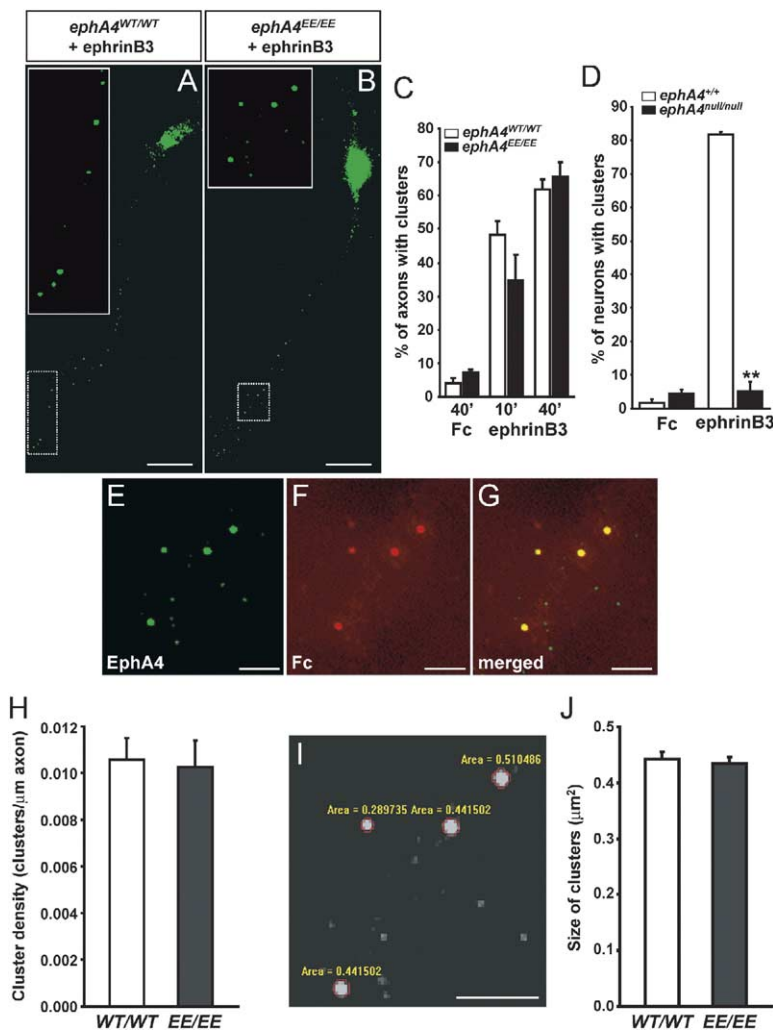 ephA4WT/WT
+ ephrinB3
ephA4EE/EE
+ ephrinB3
A
B
C
ephA4WT/WT
ephA4EE/EE
% of axons with clusters
80
70
60
50
40
30
20
10
0
40’ 10’ 40’
Fc ephrinB3
D
ephA4+/+
ephA4null/null
% of neurons with clusters
90
80
70
60
50
40
30
20
10
0
**
Fc ephrinB3
E
EphA4
F
Fc
G
merged
H
Cluster density (clusters/μm axon)
0.012
0.010
0.008
0.006
0.004
0.002
0.000
WT/WT EE/EE
I
Area = 0.510486
Area = 0.289735 Area = 0.441502
Area = 0.441502
J
Size of clusters (μm²)
0.5
0.4
0.3
0.2
0.1
0.0
WT/WT EE/EE